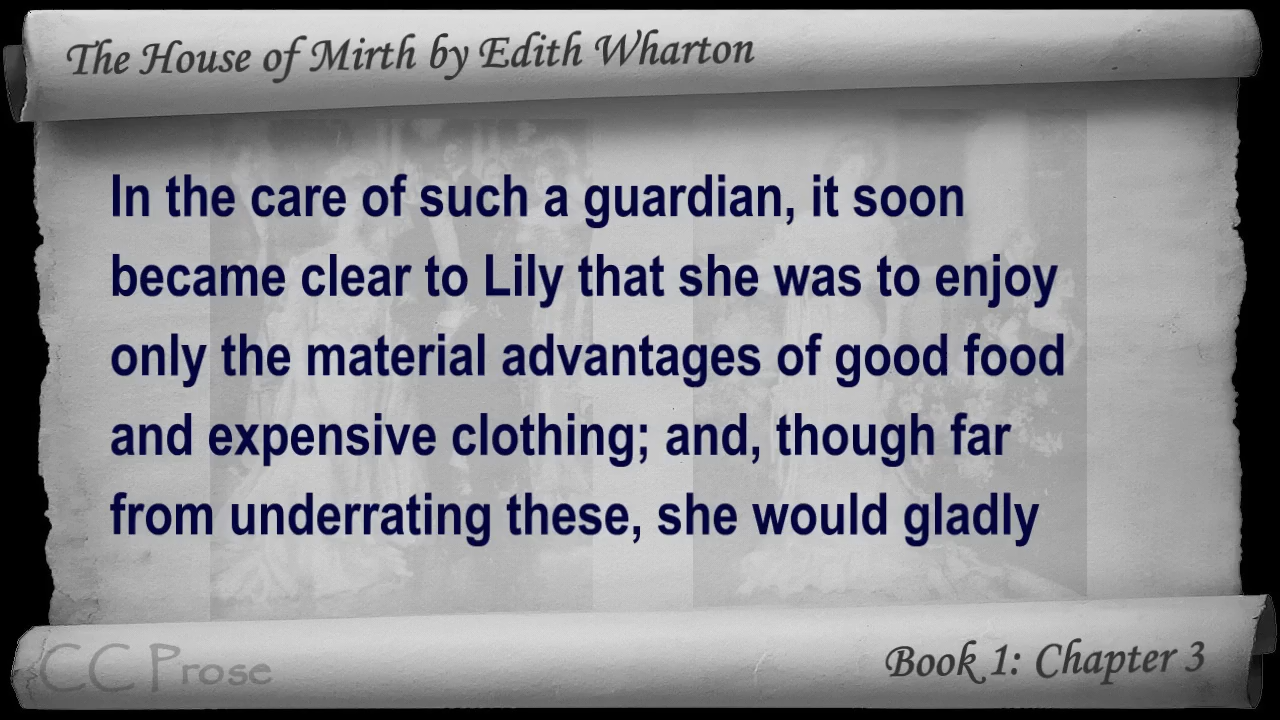 The House of Mirth by Edith Wharton
In the care of such a guardian, it soon
became clear to Lily that she was to enjoy
only the material advantages of good food
and expensive clothing; and, though far
from underrating these, she would gladly
CC Prose
Book 1: Chapter 3